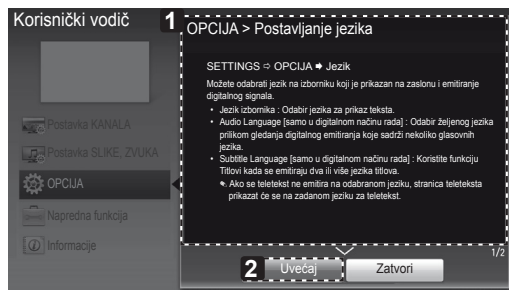 Korisnički vodič
1
OPCIJA > Postavljanje jezika
SETTINGS ⇨ OPCIJA ➡ Jezik
Možete odabrati jezik na izborniku koji je prikazan na zaslonu i emitiranje
digitalnog signala.
• Jezik izbornika : Odabir jezika za prikaz teksta.
• Audio Language [samo u digitalnom načinu rada] : Odabir željenog jezika
prilikom gledanja digitalnog emitiranja koje sadrži nekoliko glasovnih
jezika.
• Subtitle Language [samo u digitalnom načinu rada] : Koristite funkciju
Titlovi kada se emitiraju dva ili više jezika titlova.
Ako se teletekst ne emitira na odabranom jeziku, stranica teleteksta
prikazat će se na zadanom jeziku za teletekst.
Postavka KANALA
Postavka SLIKE, ZVUKA
OPCIJA
Napredna funkcija
Informacije
1/2
2
Uvećaj
Zatvori